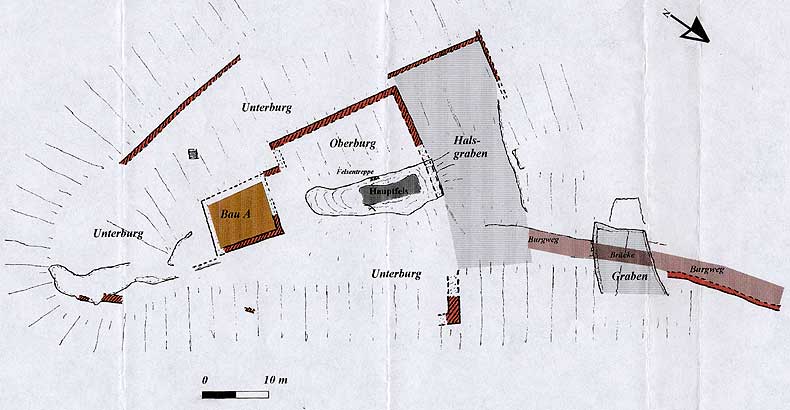 N
Unterburg
Oberburg
Hals-
graben
Felsentreppe
Hauptfels
Bau A
Unterburg
Burgweg
Brücke
Unterburg
Graben
Burgweg
0 10 m